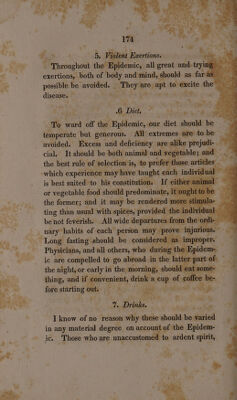 174
5. Violent Exertions.
Throughout the Epidemic, all great and trying
exertions, both of body and mind, should as far as
possible be avoided. They are apt to excite the
disease.
.6 Diet.
To ward off the Epidemic, our diet should be
temperate but generous. All extremes are to be
avoided. Excess and deficiency are alike prejudi-
cial. It should be both animal and vegetable; and
the best rule of selection is, to prefer those articles
which experience may have taught each individual
is best suited to his constitution. If either animal
or vegetable food should predominate, it ought to be
the former; and it may be rendered more stimula-
ting than usual with spices, provided the individual
be not feverish. All wide departures from the ordi-
nary habits of each person may prove injurious.
Long fasting should be considered as improper.
Physicians, and all others, who during the Epidem-
ic are compelled to go abroad in the latter part of
the night, or early in the morning, should eat some-
thing, and if convenient, drink a cup of coffee be-
fore starting out.
7. Drinks.
I know of no reason why these should be varied
in any material degree on account of the Epidem-
ic. Those who are unaccustomed to ardent spirit,